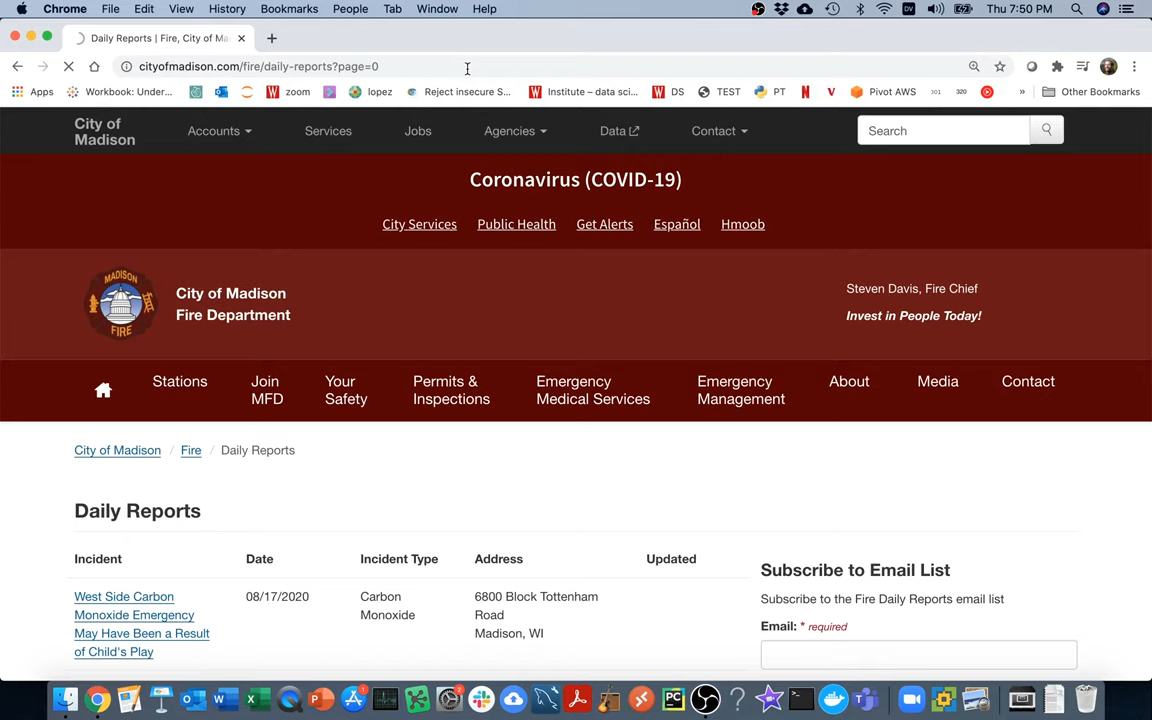 Chrome File Edit View History Bookmarks People Tab Window Help Thu 7:50 PM
Daily Reports | Fire, City of Ma
cityofmadison.com/fire/daily-reports?page=0
Apps Workbook: Under... zoom lopez Reject insecure S... Institute – data sci... DS TEST PT Pivot AWS 301 320 » Other Bookmarks
City of
Madison
Accounts Services Jobs Agencies Data Contact Search
Coronavirus (COVID-19)
City Services Public Health Get Alerts Español Hmoob
MADISON
FIRE
City of Madison
Fire Department
Steven Davis, Fire Chief
Invest in People Today!
Stations
Join
MFD
Your
Safety
Permits &
Inspections
Emergency
Medical Services
Emergency
Management
About Media Contact
City of Madison / Fire / Daily Reports
Daily Reports
Incident Date Incident Type Address Updated
West Side Carbon
Monoxide Emergency
May Have Been a Result
of Child's Play
08/17/2020
Carbon
Monoxide
6800 Block Tottenham
Road
Madison, WI
Subscribe to Email List
Subscribe to the Fire Daily Reports email list
Email: * required